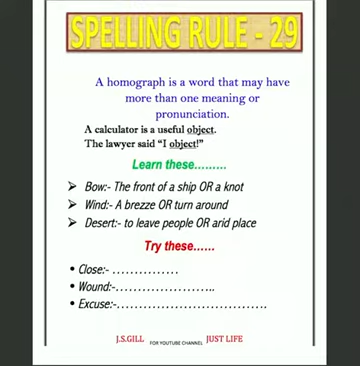 SPELLING RULE - 29
A homograph is a word that may have
more than one meaning or
pronunciation.
A calculator is a useful object.
The lawyer said “I object!”
Learn these………
➤ Bow:- The front of a ship OR a knot
➤ Wind:- A brezze OR turn around
➤ Desert:- to leave people OR arid place
Try these……
• Close:- ……………
• Wound:-…………………..
• Excuse:-………………………….
J.S.GILL FOR YOUTUBE CHANNEL JUST LIFE